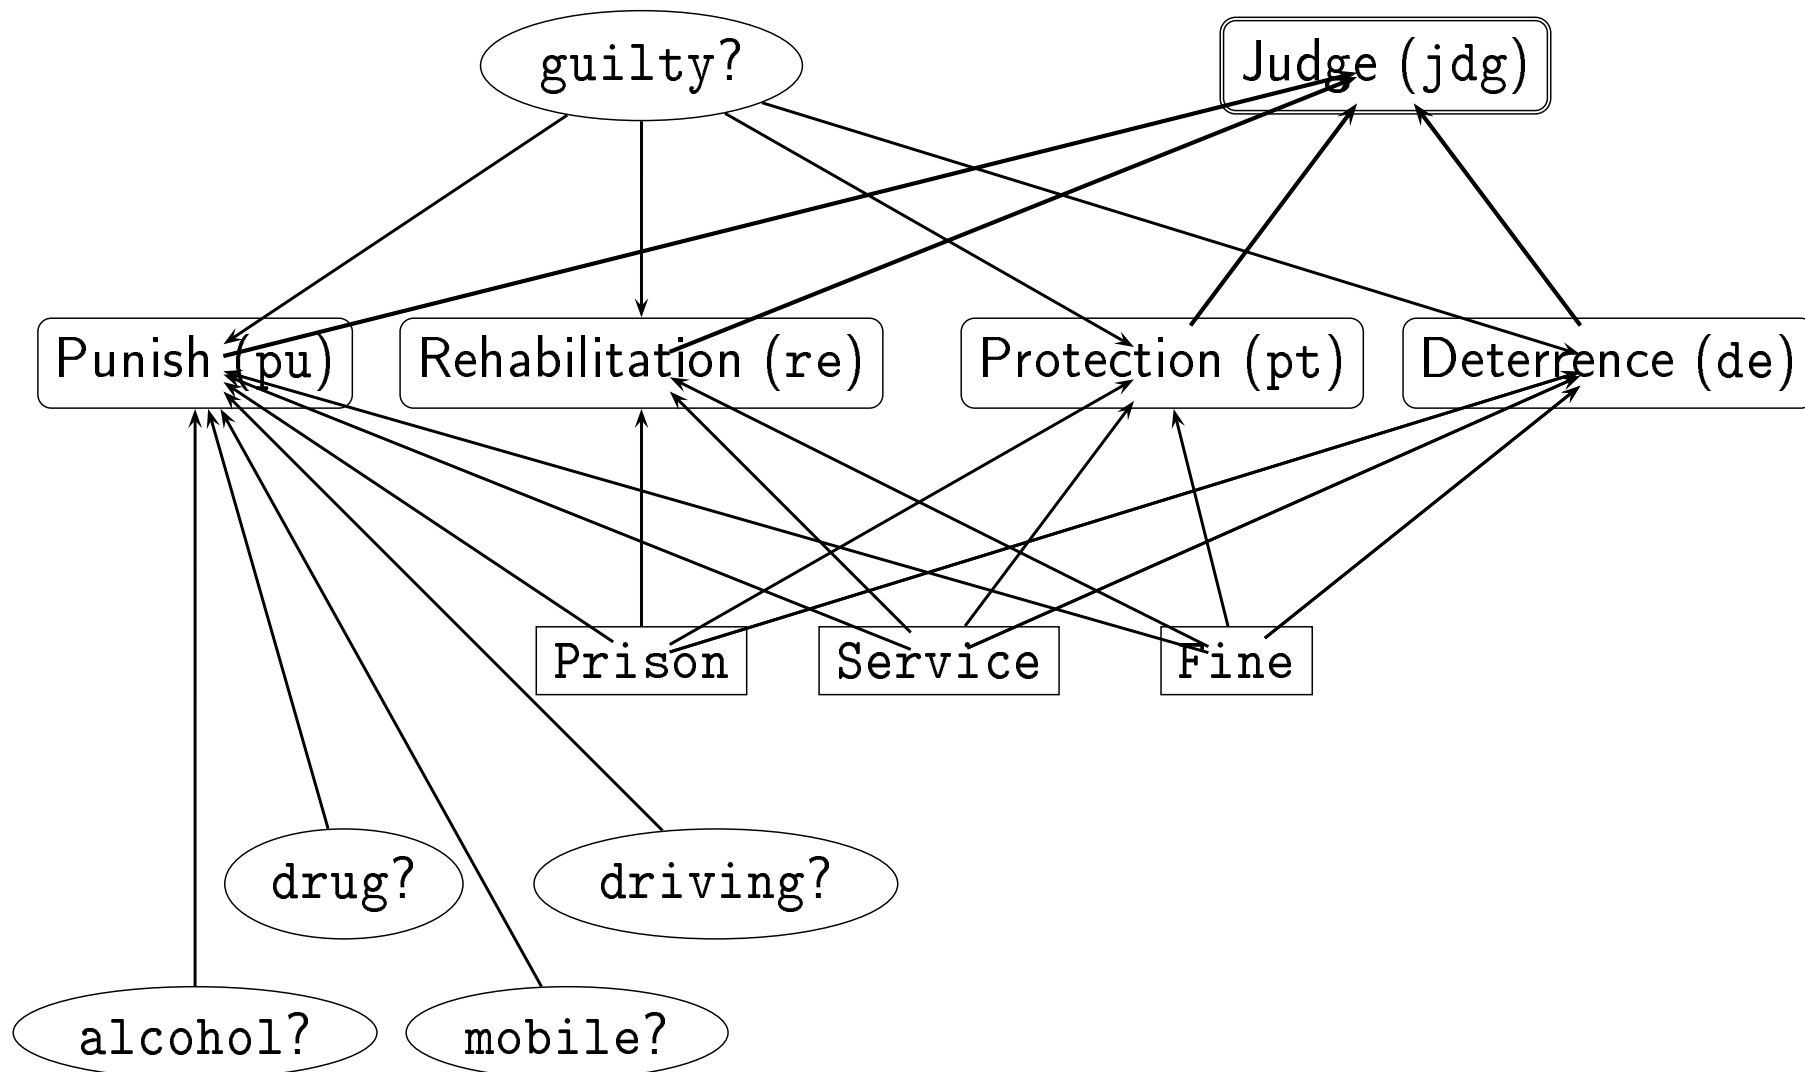 guilty?
Judge (jdg)
Punish (pu)
Rehabilitation (re)
Protection (pt)
Deterrence (de)
Prison
Service
Fine
drug?
driving?
alcohol?
mobile?